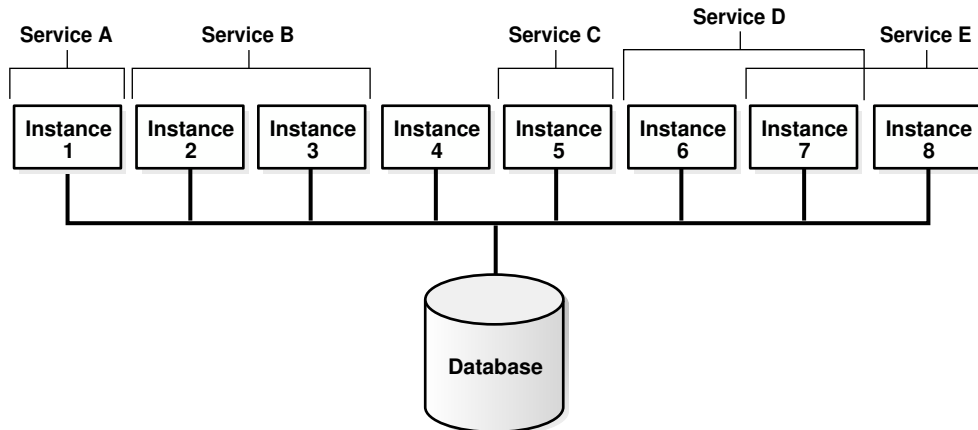 Service D
Service A
Service B
Service C
Service E
Instance
1
Instance
2
Instance
3
Instance
4
Instance
5
Instance
6
Instance
7
Instance
8
Database